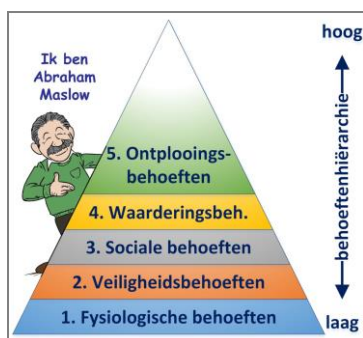 hoog
Ik ben
Abraham
Maslow
5. Ontplooings-
behoeften
4. Waarderingsbeh.
3. Sociale behoeften
2. Veiligheidsbehoeften
1. Fysiologische behoeften
behoeftenhiërarchie
laag